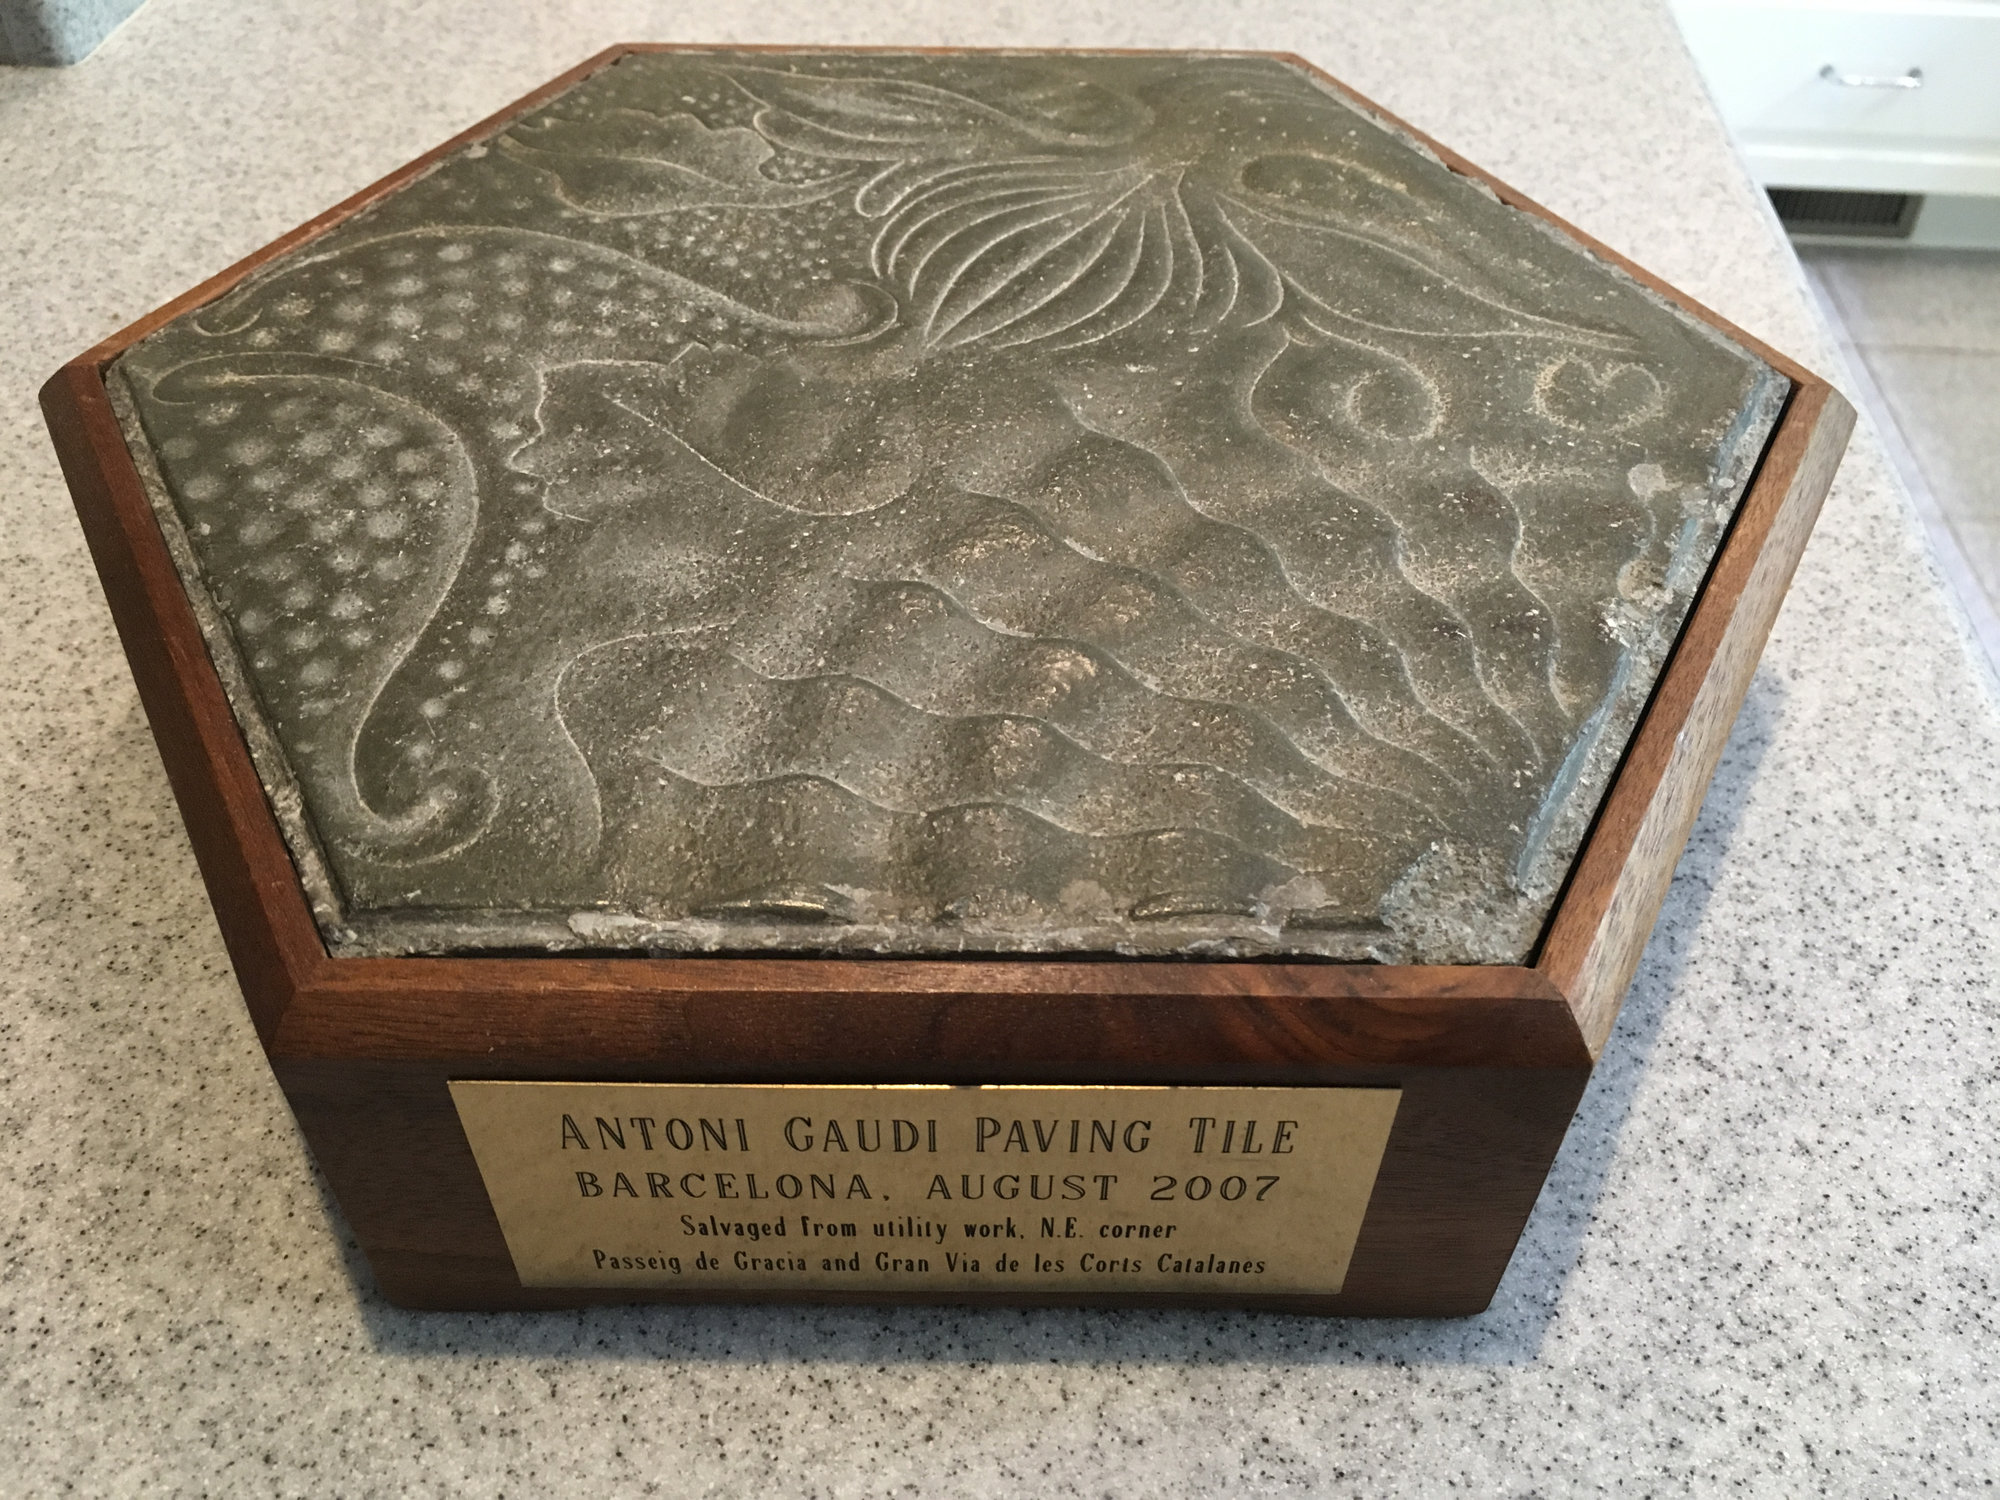 ANTONI GAUDI PAVING TILE
BARCELONA, AUGUST 2007
Salvaged from utility work, N.E. corner
Passeig de Gracia and Gran Via de les Corts Catalanes